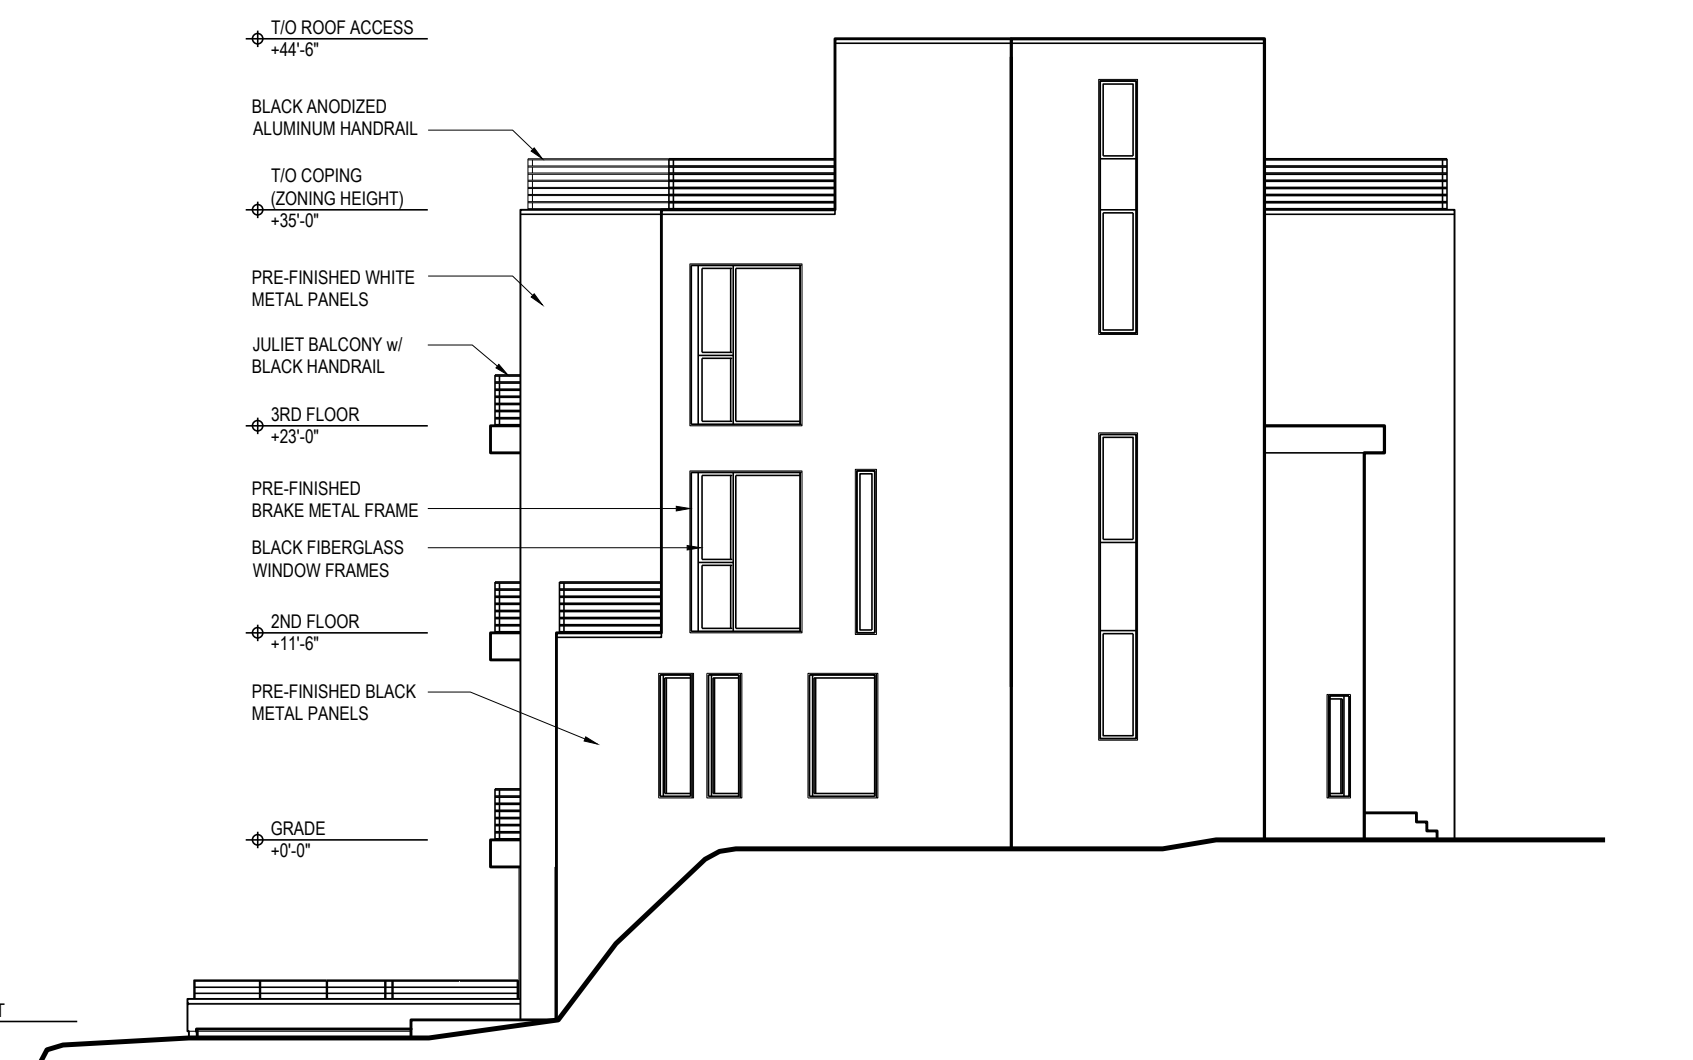 T/O ROOF ACCESS
+44'-6"
BLACK ANODIZED
ALUMINUM HANDRAIL
T/O COPING
(ZONING HEIGHT)
+35'-0"
PRE-FINISHED WHITE
METAL PANELS
JULIET BALCONY w/
BLACK HANDRAIL
3RD FLOOR
+23'-0"
PRE-FINISHED
BRAKE METAL FRAME
BLACK FIBERGLASS
WINDOW FRAMES
2ND FLOOR
+11'-6"
PRE-FINISHED BLACK
METAL PANELS
GRADE
+0'-0"
T